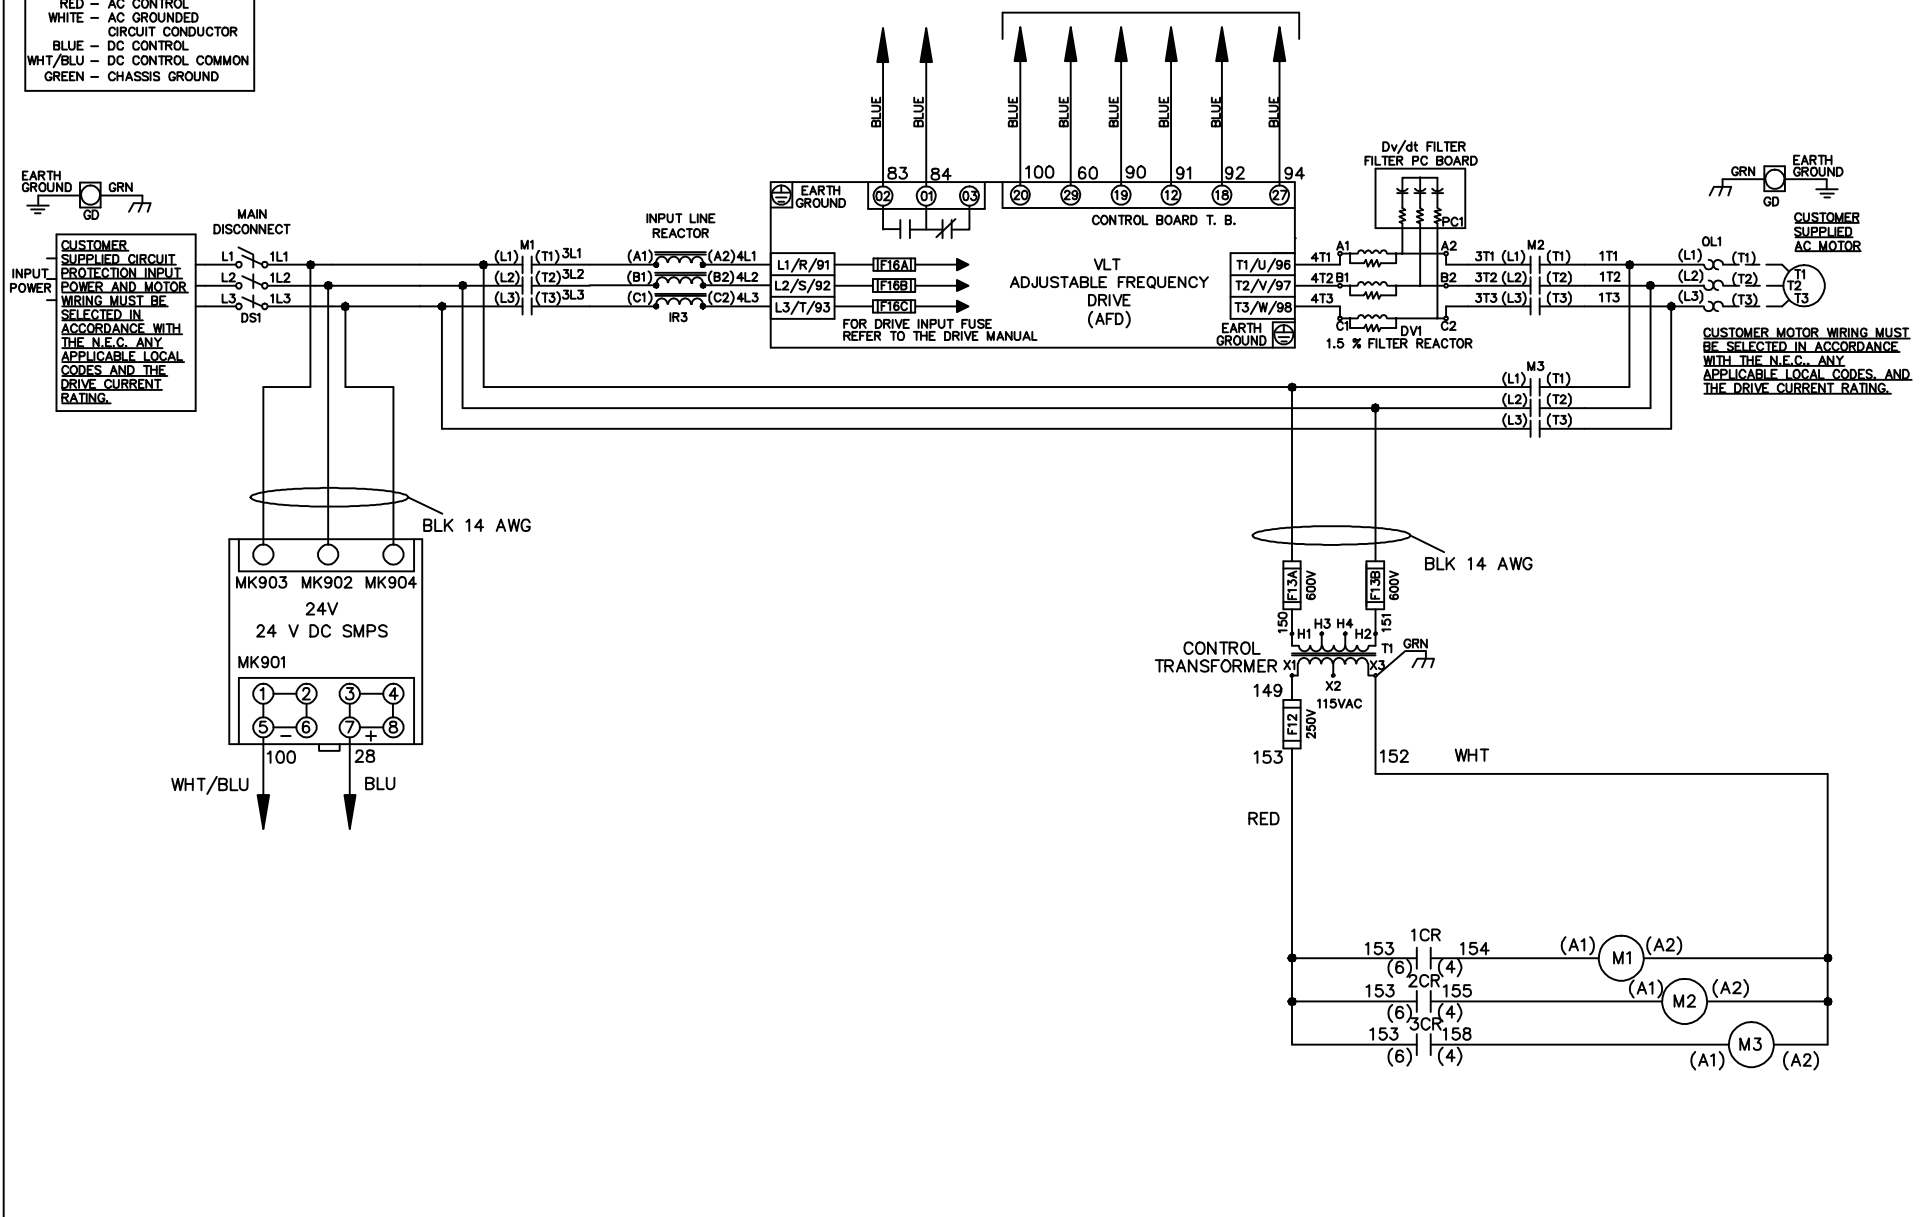 RED – AC CONTROL
WHITE – AC GROUNDED
CIRCUIT CONDUCTOR
BLUE – DC CONTROL
WHT/BLU – DC CONTROL COMMON
GREEN – CHASSIS GROUND
BLUE
BLUE
BLUE
BLUE
BLUE
BLUE
BLUE
BLUE
83
84
100
60
90
91
92
94
EARTH
GROUND
GRN
GD
MAIN
DISCONNECT
INPUT LINE
REACTOR
EARTH
GROUND
02
01
03
20
29
19
12
18
27
CONTROL BOARD T. B.
Dv/dt FILTER
FILTER PC BOARD
PC1
GRN
EARTH
GROUND
GD
CUSTOMER
SUPPLIED
AC MOTOR
INPUT
POWER
CUSTOMER
SUPPLIED CIRCUIT
PROTECTION INPUT
POWER AND MOTOR
WIRING MUST BE
SELECTED IN
ACCORDANCE WITH
THE N.E.C. ANY
APPLICABLE LOCAL
CODES AND THE
DRIVE CURRENT
RATING.
L1 1L1
L2 1L2
L3 1L3
DS1
M1
(L1) (T1) 3L1
(L2) (T2) 3L2
(L3) (T3) 3L3
(A1) (A2) 4L1
(B1) (B2) 4L2
(C1) (C2) 4L3
IR3
L1/R/91
L2/S/92
L3/T/93
F16A
F16B
F16C
FOR DRIVE INPUT FUSE
REFER TO THE DRIVE MANUAL
VLT
ADJUSTABLE FREQUENCY
DRIVE
(AFD)
T1/U/96
T2/V/97
T3/W/98
EARTH
GROUND
4T1 A1 A2
4T2 B1 B2
4T3
C1 DV1 C2
1.5 % FILTER REACTOR
M2
3T1 (L1) (T1) 1T1
3T2 (L2) (T2) 1T2
3T3 (L3) (T3) 1T3
OL1
(L1) (T1)
(L2) (T2)
(L3) (T3)
T1
T2
T3
CUSTOMER MOTOR WIRING MUST
BE SELECTED IN ACCORDANCE
WITH THE N.E.C., ANY
APPLICABLE LOCAL CODES, AND
THE DRIVE CURRENT RATING.
M3
(L1) (T1)
(L2) (T2)
(L3) (T3)
BLK 14 AWG
MK903 MK902 MK904
24V
24 V DC SMPS
MK901
1 2 3 4
5 6 7 8
– +
100
28
WHT/BLU
BLU
BLK 14 AWG
F13A
600V
F13B
600V
150
151
H1 H3 H4 H2
T1
GRN
CONTROL
TRANSFORMER
X1
X3
X2
115VAC
149
F12
250V
153
152
WHT
RED
1CR
153 154
(6) (4)
(A1) M1 (A2)
2CR
153 155
(6) (4)
(A1) M2 (A2)
3CR
153 158
(6) (4)
(A1) M3 (A2)